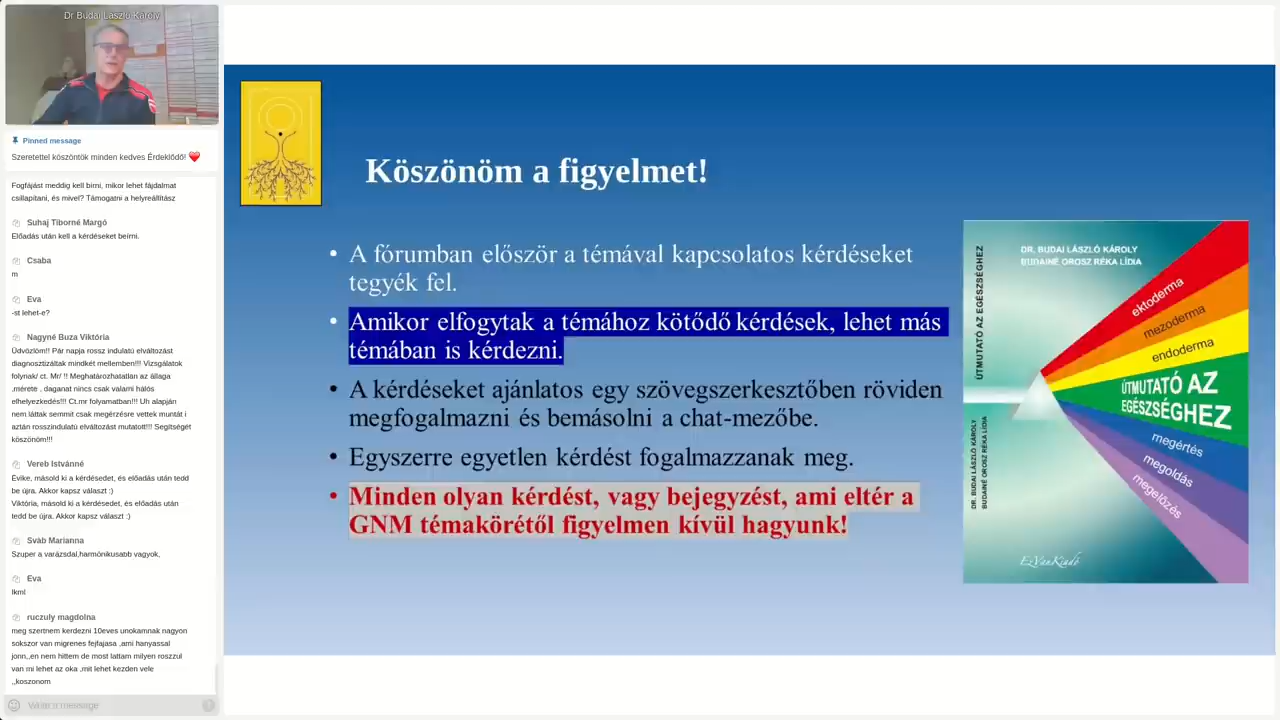 Dr Budai László Károly
Pinned message
Szeretettel köszöntök minden kedves Érdeklődő! ❤️
Fogfájást meddig kell bírni, mikor lehet fájdalmat
csillapítani, és mivel? Támogatni a helyreállítást
Suhaj Tiborné Margó
Előadás után kell a kérdéseket beírni.
Csaba
m
Eva
-st lehet-e?
Nagyné Buza Viktória
Üdvözlöm!! Pár napja rossz indulatú elváltozást
diagnosztizáltak mindkét mellemben!!! Vizsgálatok
folynak/ ct. Mr/ !! Meghatározhatatlan az állaga
,mérete , daganat nincs csak valami hálós
elhelyezkedés!!! Ct.mr folyamatban!!! Uh alapján
nem láttak semmit csak megérzésre vettek muntát i
aztán rosszindulatú elváltozást mutatott!!! Segítségét
köszönöm!!!
Vereb Istvánné
Evike, másold ki a kérdésedet, és előadás után tedd
be újra. Akkor kapsz választ :)
Viktória, másold ki a kérdésedet, és előadás után
tedd be újra. Akkor kapsz választ :)
Sváb Marianna
Szuper a varázsdal,harmónikusabb vagyok,
Eva
lkml
ruczuly magdolna
meg szertnem kerdezni 10eves unokamnak nagyon
sokszor van migrenes fejfajasa ,ami hanyassal
jonn,,en nem hittem de most lattam milyen roszzul
van mi lehet az oka ,mit lehet kezden vele
,,koszonom
Write a message
Köszönöm a figyelmet!
• A fórumban először a témával kapcsolatos kérdéseket
tegyék fel.
• Amikor elfogytak a témához kötődő kérdések, lehet más
témában is kérdezni.
• A kérdéseket ajánlatos egy szövegszerkesztőben röviden
megfogalmazni és bemásolni a chat-mezőbe.
• Egyszerre egyetlen kérdést fogalmazzanak meg.
• Minden olyan kérdést, vagy bejegyzést, ami eltér a
GNM témakörétől figyelmen kívül hagyunk!
ÚTMUTATÓ AZ EGÉSZSÉGHEZ
DR. BUDAI LÁSZLÓ KÁROLY
BUDAINÉ OROSZ RÉKA LÍDIA
DR. BUDAI LÁSZLÓ KÁROLY
BUDAINÉ OROSZ RÉKA LÍDIA
ektoderma
mezoderma
endoderma
ÚTMUTATÓ AZ
EGÉSZSÉGHEZ
megértés
megoldás
megelőzés
EzVanKiadó